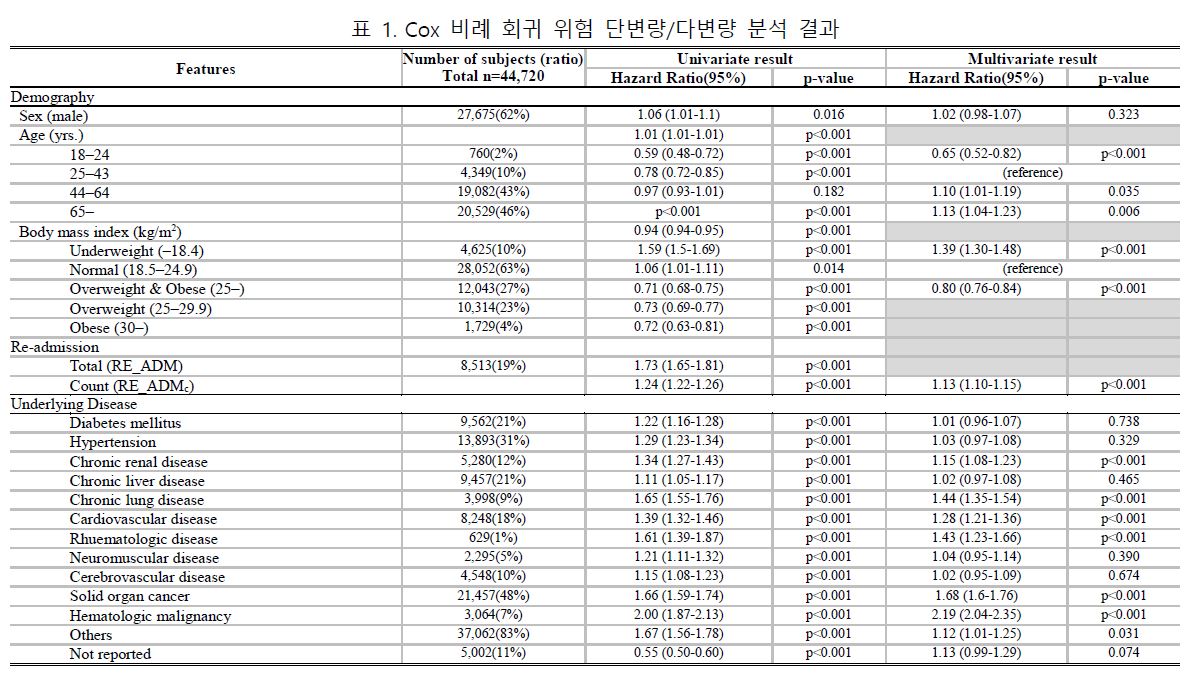 표 1. Cox 비례 회귀 위험 단변량/다변량 분석 결과
Features Number of subjects (ratio) Total n=44,720 Univariate result Multivariate result
Hazard Ratio(95%) p-value Hazard Ratio(95%) p-value
Demography
Sex (male) 27,675(62%) 1.06 (1.01-1.1) 0.016 1.02 (0.98-1.07) 0.323
Age (yrs.) 1.01 (1.01-1.01) p<0.001
18–24 760(2%) 0.59 (0.48-0.72) p<0.001 0.65 (0.52-0.82) p<0.001
25–43 4,349(10%) 0.78 (0.72-0.85) p<0.001 (reference)
44–64 19,082(43%) 0.97 (0.93-1.01) 0.182 1.10 (1.01-1.19) 0.035
65– 20,529(46%) p<0.001 p<0.001 1.13 (1.04-1.23) 0.006
Body mass index (kg/m²) 0.94 (0.94-0.95) p<0.001
Underweight (–18.4) 4,625(10%) 1.59 (1.5-1.69) p<0.001 1.39 (1.30-1.48) p<0.001
Normal (18.5–24.9) 28,052(63%) 1.06 (1.01-1.11) 0.014 (reference)
Overweight & Obese (25–) 12,043(27%) 0.71 (0.68-0.75) p<0.001 0.80 (0.76-0.84) p<0.001
Overweight (25–29.9) 10,314(23%) 0.73 (0.69-0.77) p<0.001
Obese (30–) 1,729(4%) 0.72 (0.63-0.81) p<0.001
Re-admission
Total (RE_ADM) 8,513(19%) 1.73 (1.65-1.81) p<0.001
Count (RE_ADMc) 1.24 (1.22-1.26) p<0.001 1.13 (1.10-1.15) p<0.001
Underlying Disease
Diabetes mellitus 9,562(21%) 1.22 (1.16-1.28) p<0.001 1.01 (0.96-1.07) 0.738
Hypertension 13,893(31%) 1.29 (1.23-1.34) p<0.001 1.03 (0.97-1.08) 0.329
Chronic renal disease 5,280(12%) 1.34 (1.27-1.43) p<0.001 1.15 (1.08-1.23) p<0.001
Chronic liver disease 9,457(21%) 1.11 (1.05-1.17) p<0.001 1.02 (0.97-1.08) 0.465
Chronic lung disease 3,998(9%) 1.65 (1.55-1.76) p<0.001 1.44 (1.35-1.54) p<0.001
Cardiovascular disease 8,248(18%) 1.39 (1.32-1.46) p<0.001 1.28 (1.21-1.36) p<0.001
Rhuematologic disease 629(1%) 1.61 (1.39-1.87) p<0.001 1.43 (1.23-1.66) p<0.001
Neuromuscular disease 2,295(5%) 1.21 (1.11-1.32) p<0.001 1.04 (0.95-1.14) 0.390
Cerebrovascular disease 4,548(10%) 1.15 (1.08-1.23) p<0.001 1.02 (0.95-1.09) 0.674
Solid organ cancer 21,457(48%) 1.66 (1.59-1.74) p<0.001 1.68 (1.6-1.76) p<0.001
Hematologic malignancy 3,064(7%) 2.00 (1.87-2.13) p<0.001 2.19 (2.04-2.35) p<0.001
Others 37,062(83%) 1.67 (1.56-1.78) p<0.001 1.12 (1.01-1.25) 0.031
Not reported 5,002(11%) 0.55 (0.50-0.60) p<0.001 1.13 (0.99-1.29) 0.074